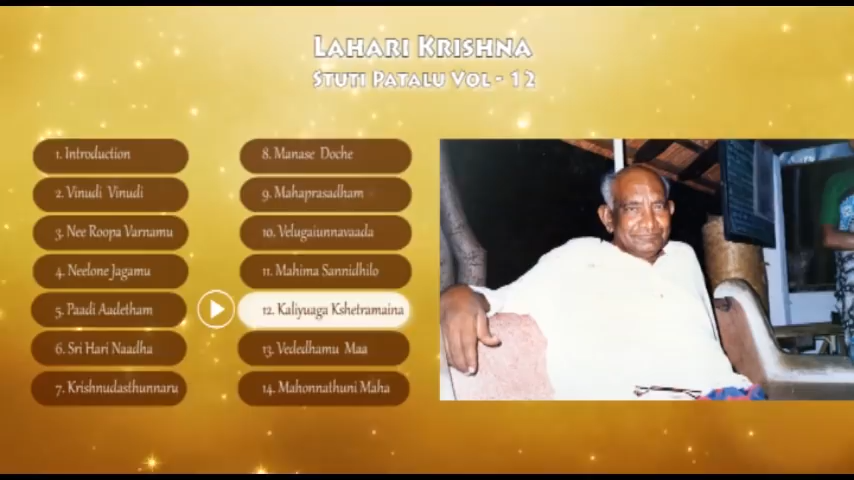 Lahari Krishna
Stuti Patalu Vol - 12
1. Introduction
2. Vinudi Vinudi
3. Nee Roopa Varnamu
4. Neelone Jagamu
5. Paadi Aadetham
6. Sri Hari Naadha
7. Krishnudasthunnaru
8. Manase Doche
9. Mahaprasadham
10. Velugaiunnavaada
11. Mahima Sannidhilo
12. Kaliyuaga Kshetramaina
13. Vededhamu Maa
14. Mahonnathuni Maha